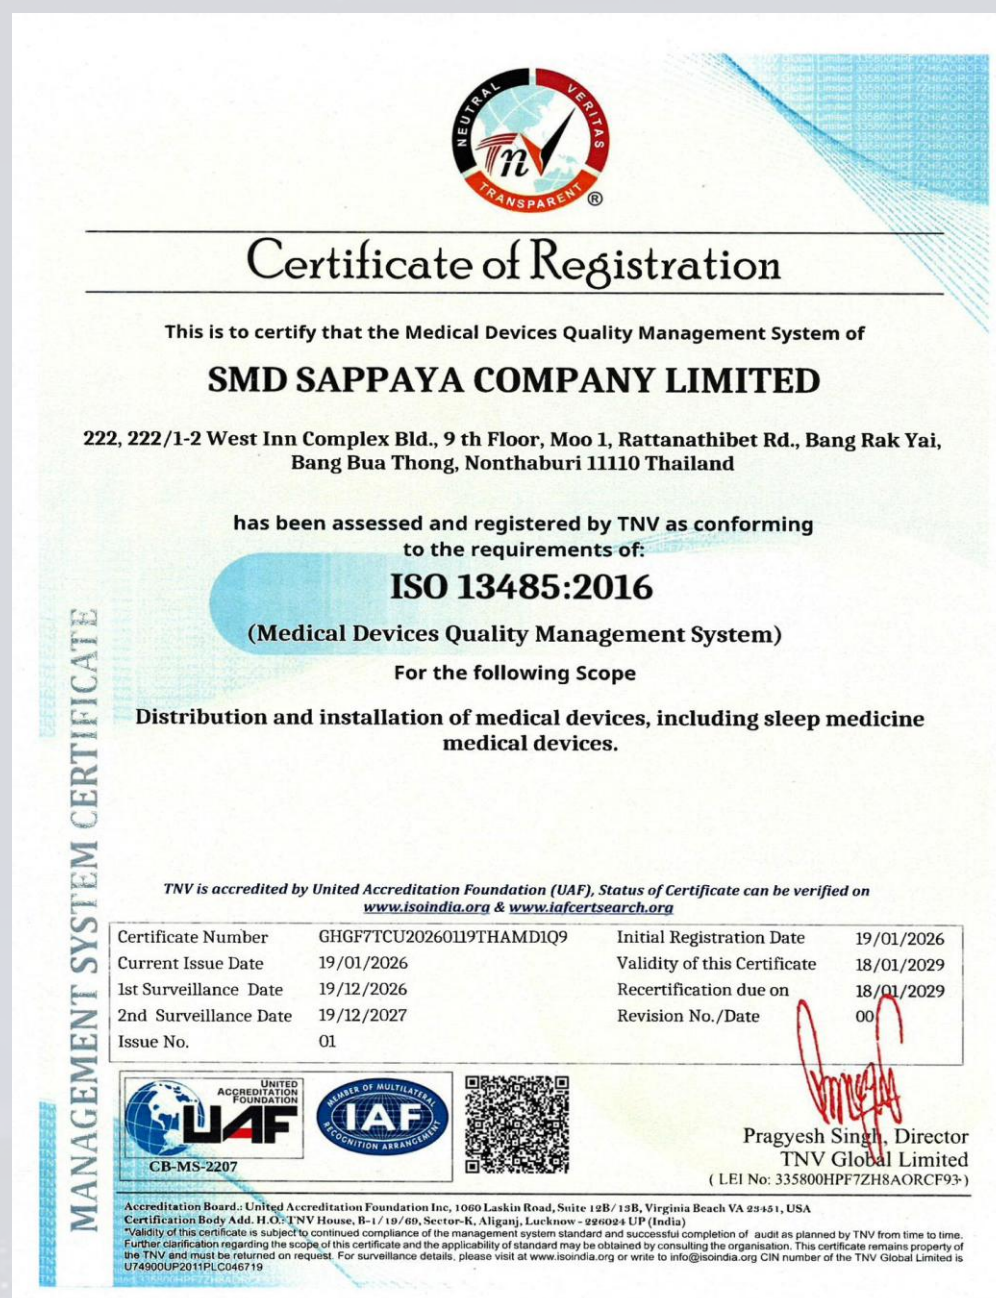 NEUTRAL
VERITAS
TRANSPARENT
TNV
®
Certificate of Registration
This is to certify that the Medical Devices Quality Management System of
SMD SAPPAYA COMPANY LIMITED
222, 222/1-2 West Inn Complex Bld., 9 th Floor, Moo 1, Rattanathibet Rd., Bang Rak Yai,
Bang Bua Thong, Nonthaburi 11110 Thailand
has been assessed and registered by TNV as conforming
to the requirements of:
ISO 13485:2016
(Medical Devices Quality Management System)
For the following Scope
Distribution and installation of medical devices, including sleep medicine
medical devices.
MANAGEMENT SYSTEM CERTIFICATE
TNV is accredited by United Accreditation Foundation (UAF), Status of Certificate can be verified on
www.isoindia.org & www.iafcertsearch.org
Certificate Number GHGF7TCU20260119THAMD1Q9 Initial Registration Date 19/01/2026
Current Issue Date 19/01/2026 Validity of this Certificate 18/01/2029
1st Surveillance Date 19/12/2026 Recertification due on 18/01/2029
2nd Surveillance Date 19/12/2027 Revision No./Date 00
Issue No. 01
UNITED
ACCREDITATION
FOUNDATION
UAF
CB-MS-2207
MEMBER OF MULTILATERAL
IAF
RECOGNITION ARRANGEMENT
Pragyesh Singh, Director
TNV Global Limited
( LEI No: 335800HPF7ZH8AORCF93 )
Accreditation Board.: United Accreditation Foundation Inc, 1060 Laskin Road, Suite 12B/13B, Virginia Beach VA 23451, USA
Certification Body Add. H.O.: TNV House, B-1/19/69, Sector-K, Aliganj, Lucknow - 226024 UP (India)
*Validity of this certificate is subject to continued compliance of the management system standard and successful completion of audit as planned by TNV from time to time.
Further clarification regarding the scope of this certificate and the applicability of standard may be obtained by consulting the organisation. This certificate remains property of
the TNV and must be returned on request. For surveillance details, please visit at www.isoindia.org or write to info@isoindia.org CIN number of the TNV Global Limited is
U74900UP2011PLC046719